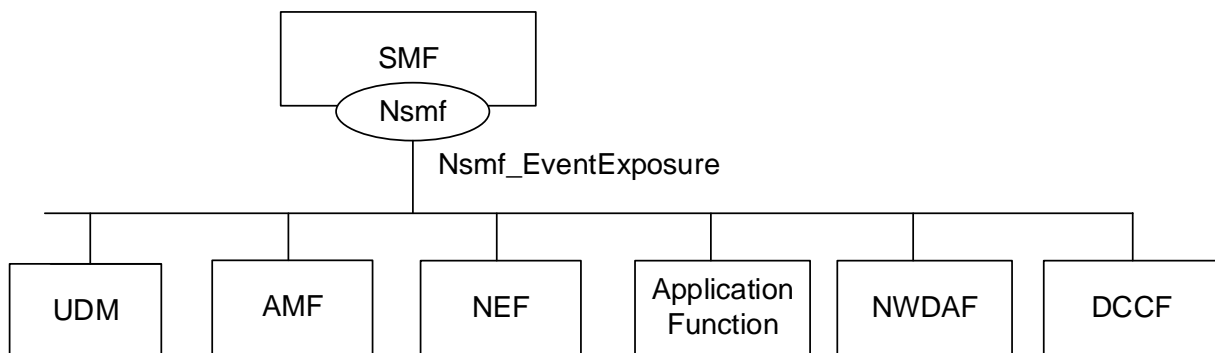 SMF
Nsmf
Nsmf_EventExposure
UDM
AMF
NEF
Application
Function
NWDAF
DCCF